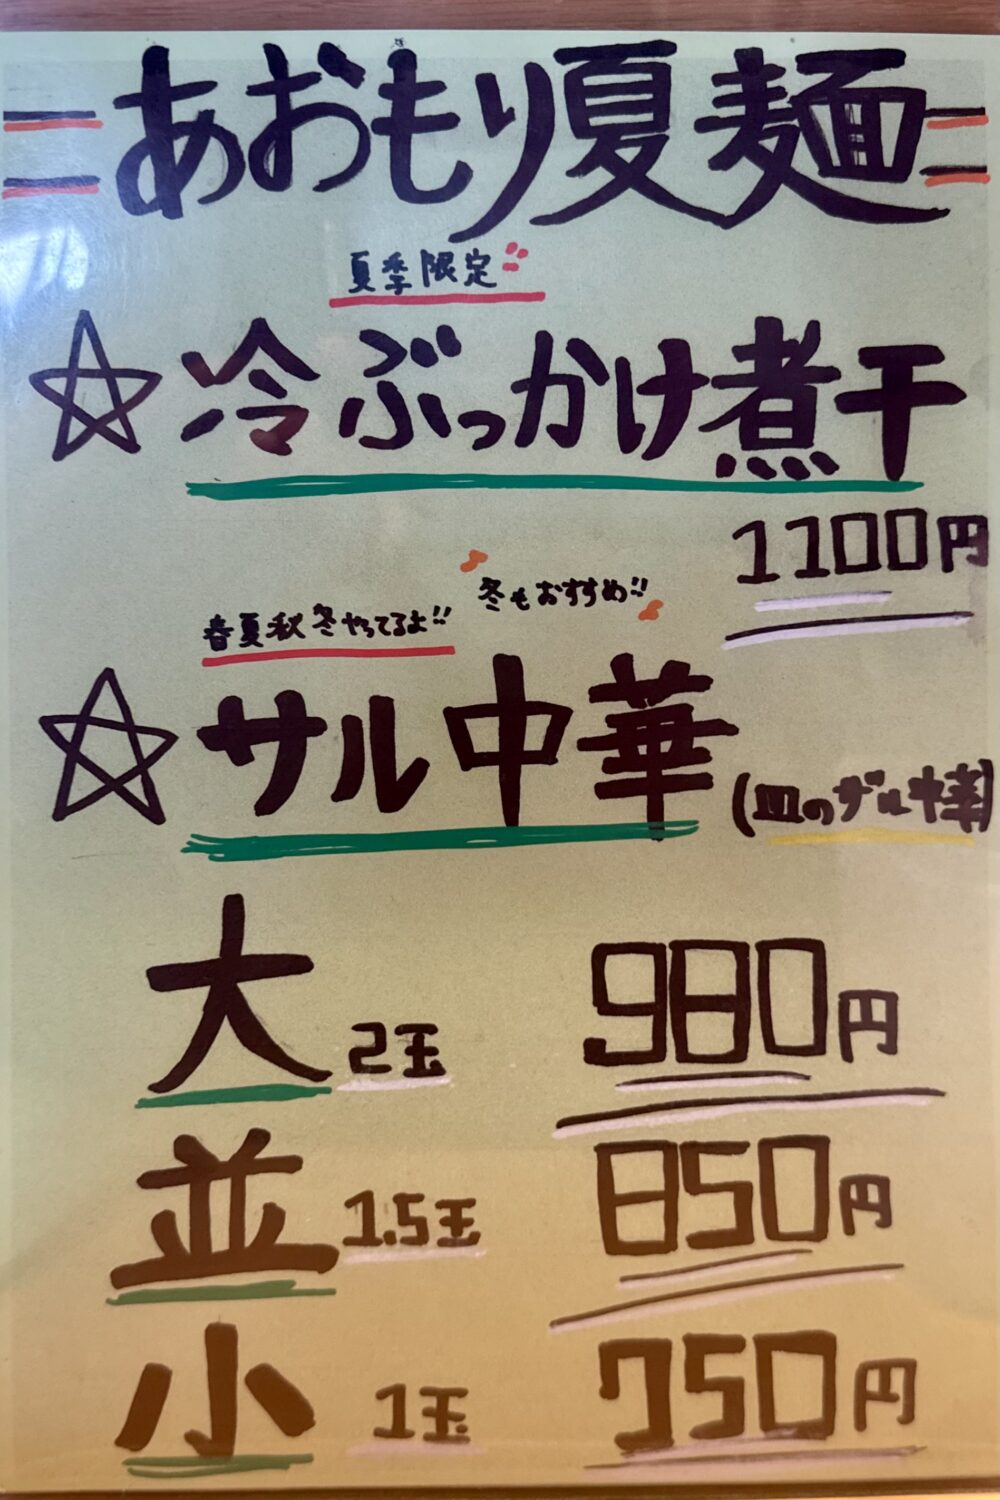 あおもり夏麺
夏季限定!!
☆冷ぶっかけ煮干
1100円
冬もおすすめ!!
春夏秋冬やってるよ!!
☆サル中華(皿のザル中華)
大 2玉 980円
並 1.5玉 850円
小 1玉 750円